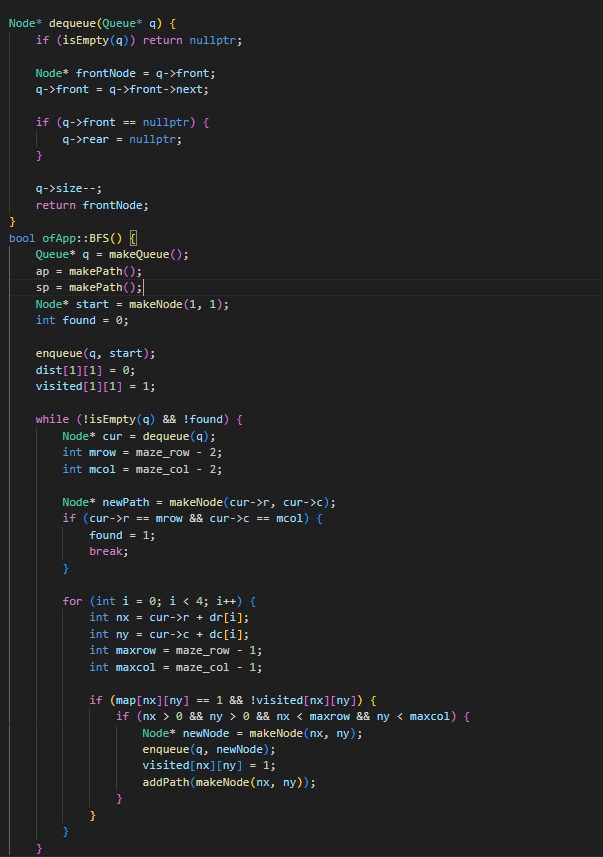 Node* dequeue(Queue* q) {
    if (isEmpty(q)) return nullptr;

    Node* frontNode = q->front;
    q->front = q->front->next;

    if (q->front == nullptr) {
        q->rear = nullptr;
    }

    q->size--;
    return frontNode;
}
bool ofApp::BFS() {
    Queue* q = makeQueue();
    ap = makePath();
    sp = makePath();
    Node* start = makeNode(1, 1);
    int found = 0;

    enqueue(q, start);
    dist[1][1] = 0;
    visited[1][1] = 1;

    while (!isEmpty(q) && !found) {
        Node* cur = dequeue(q);
        int mrow = maze_row - 2;
        int mcol = maze_col - 2;

        Node* newPath = makeNode(cur->r, cur->c);
        if (cur->r == mrow && cur->c == mcol) {
            found = 1;
            break;
        }

        for (int i = 0; i < 4; i++) {
            int nx = cur->r + dr[i];
            int ny = cur->c + dc[i];
            int maxrow = maze_row - 1;
            int maxcol = maze_col - 1;

            if (map[nx][ny] == 1 && !visited[nx][ny]) {
                if (nx > 0 && ny > 0 && nx < maxrow && ny < maxcol) {
                    Node* newNode = makeNode(nx, ny);
                    enqueue(q, newNode);
                    visited[nx][ny] = 1;
                    addPath(makeNode(nx, ny));
                }
            }
        }
    }